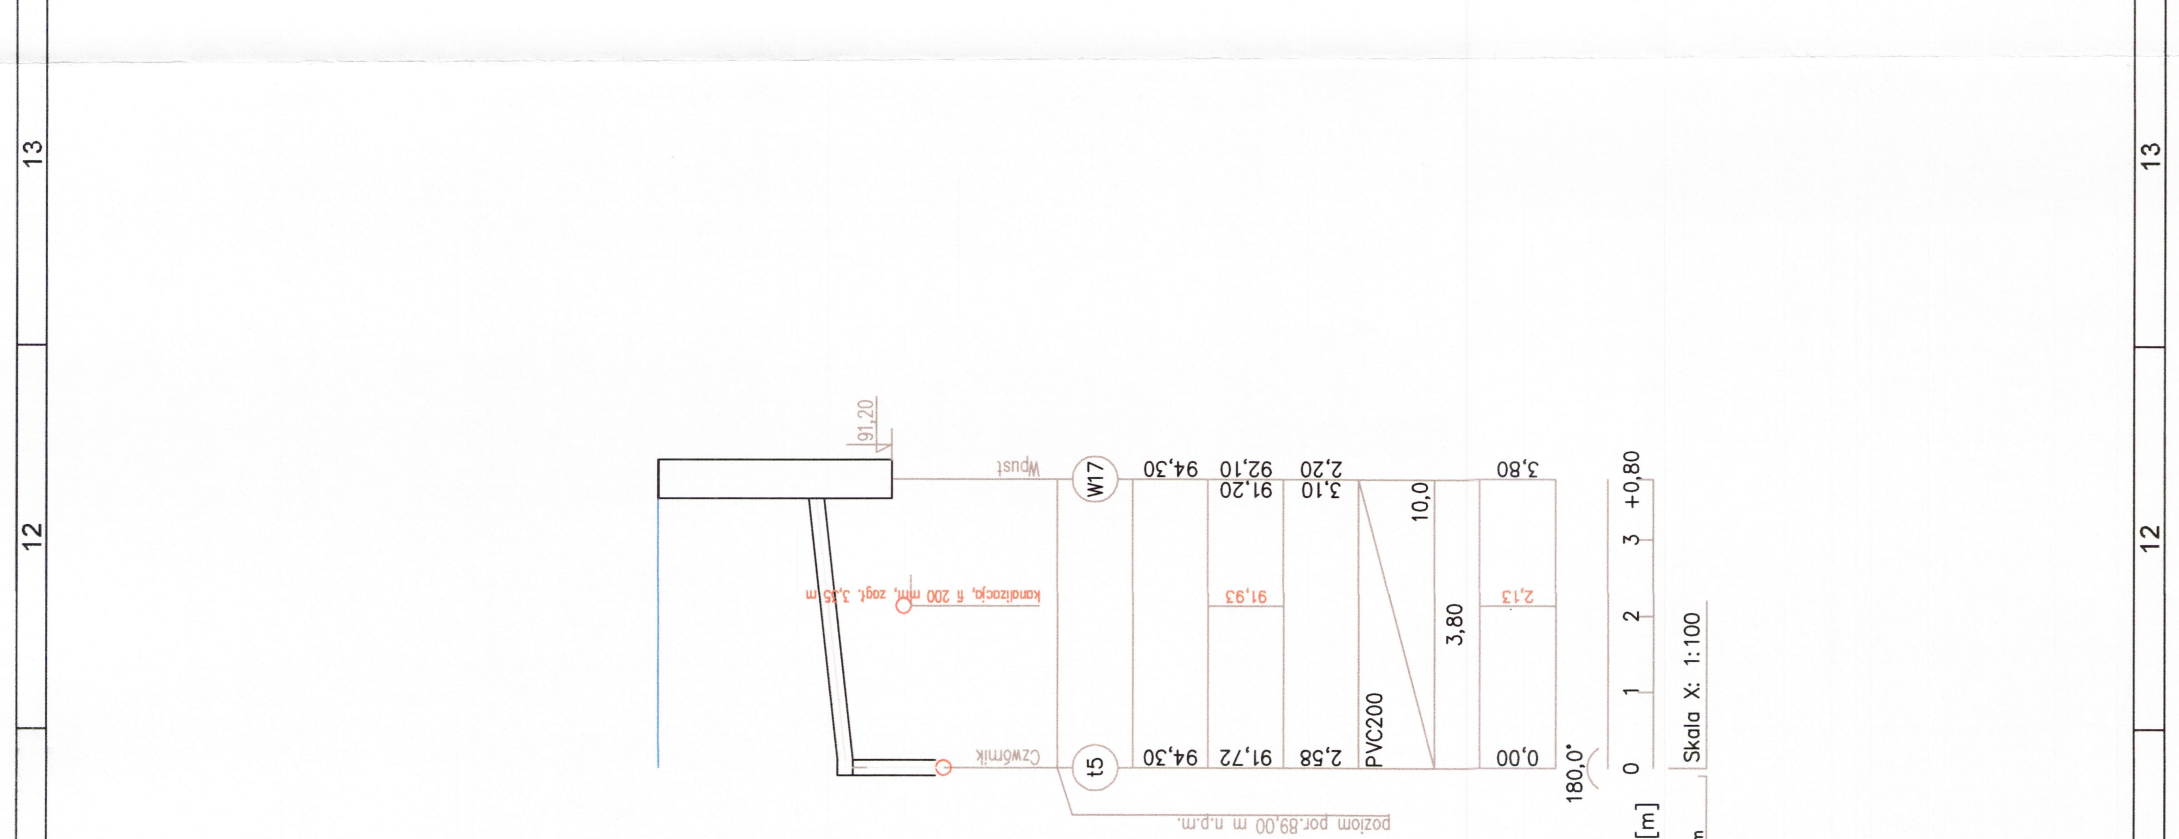 13
13
12
12
91,20
Wpust
W17
94,30
92,10
91,20
2,20
3,10
10,0
3,80
+0,80
kanalizacja, fi 200 mm, zagł. 3,35 m
91,93
3,80
2,13
3
2
1
0
Skala X: 1:100
Czwórnik
t5
94,30
91,72
2,58
PVC200
0,00
180,0°
poziom por.89,00 m n.p.m.
[m]
m